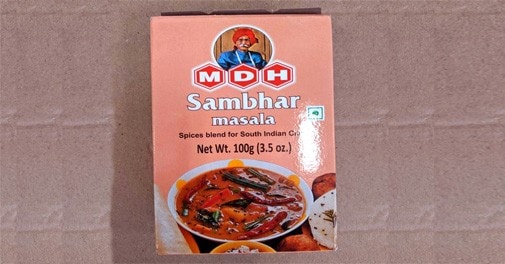 MDH
Sambhar
masala
Spices blend for South Indian
Net Wt. 100g (3.5 oz.)